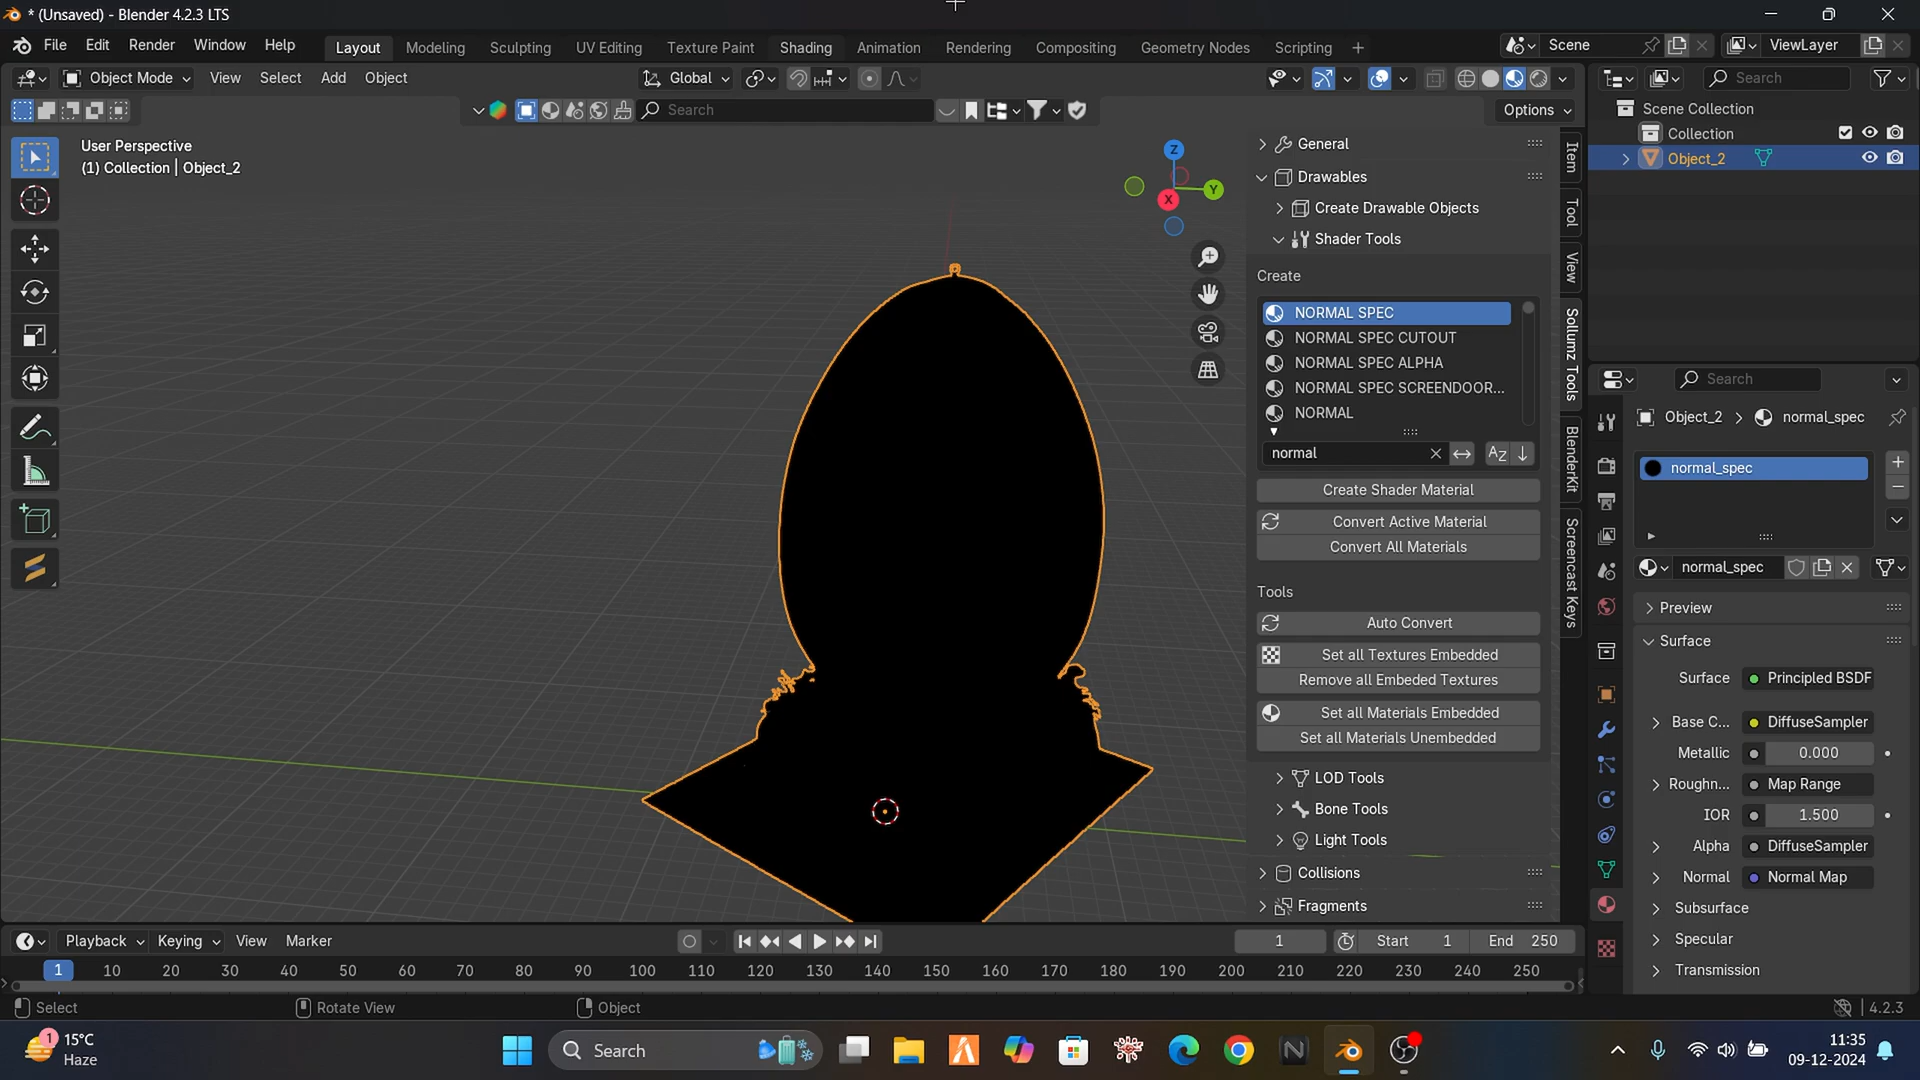 * (Unsaved) - Blender 4.2.3 LTS
File Edit Render Window Help
Layout Modeling Sculpting UV Editing Texture Paint Shading Animation Rendering Compositing Geometry Nodes Scripting
Scene
ViewLayer
Object Mode View Select Add Object
Global
Search
Search
Options
User Perspective
(1) Collection | Object_2
Z
Y
X
General
Drawables
Create Drawable Objects
Shader Tools
Create
NORMAL SPEC
NORMAL SPEC CUTOUT
NORMAL SPEC ALPHA
NORMAL SPEC SCREENDOOR...
NORMAL
normal
Create Shader Material
Convert Active Material
Convert All Materials
Tools
Auto Convert
Set all Textures Embedded
Remove all Embeded Textures
Set all Materials Embedded
Set all Materials Unembedded
LOD Tools
Bone Tools
Light Tools
Collisions
Fragments
Item
Tool
View
Sollumz Tools
BlenderKit
Screencast Keys
Scene Collection
Collection
Object_2
Search
Object_2 > normal_spec
normal_spec
normal_spec
Preview
Surface
Surface Principled BSDF
Base C... DiffuseSampler
Metallic 0.000
Roughn... Map Range
IOR 1.500
Alpha DiffuseSampler
Normal Normal Map
Subsurface
Specular
Transmission
Playback Keying View Marker
1
Start 1
End 250
1 10 20 30 40 50 60 70 80 90 100 110 120 130 140 150 160 170 180 190 200 210 220 230 240 250
Select
Rotate View
Object
4.2.3
1
15°C
Haze
Search
11:35
09-12-2024